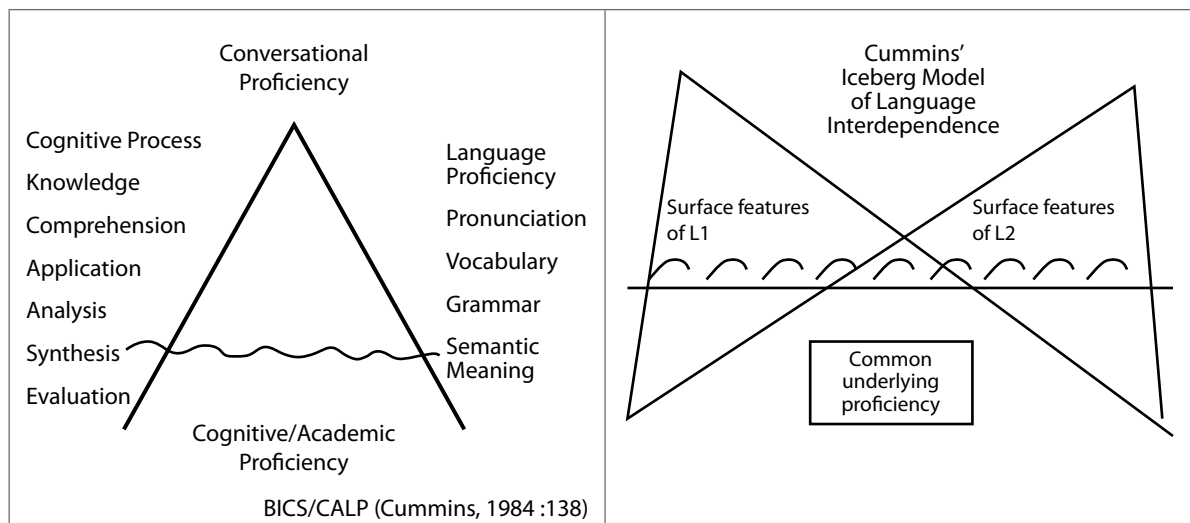 Conversational
Proficiency
Cognitive Process
Knowledge
Comprehension
Application
Analysis
Synthesis
Evaluation
Language
Proficiency
Pronunciation
Vocabulary
Grammar
Semantic
Meaning
Cognitive/Academic
Proficiency
BICS/CALP (Cummins, 1984 :138)
Cummins’
Iceberg Model
of Language
Interdependence
Surface features
of L1
Surface features
of L2
Common
underlying
proficiency